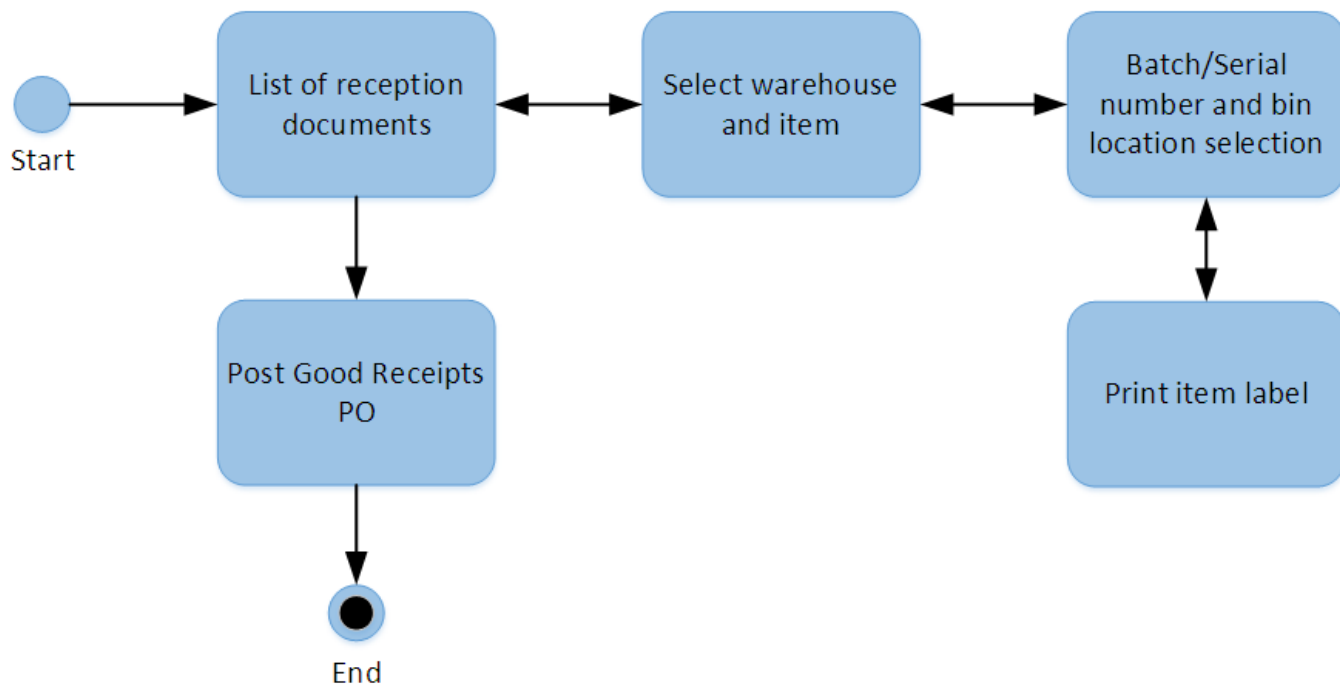 List of reception
documents
Select warehouse
and item
Batch/Serial
number and bin
location selection
Start
Post Good Receipts
PO
Print item label
End